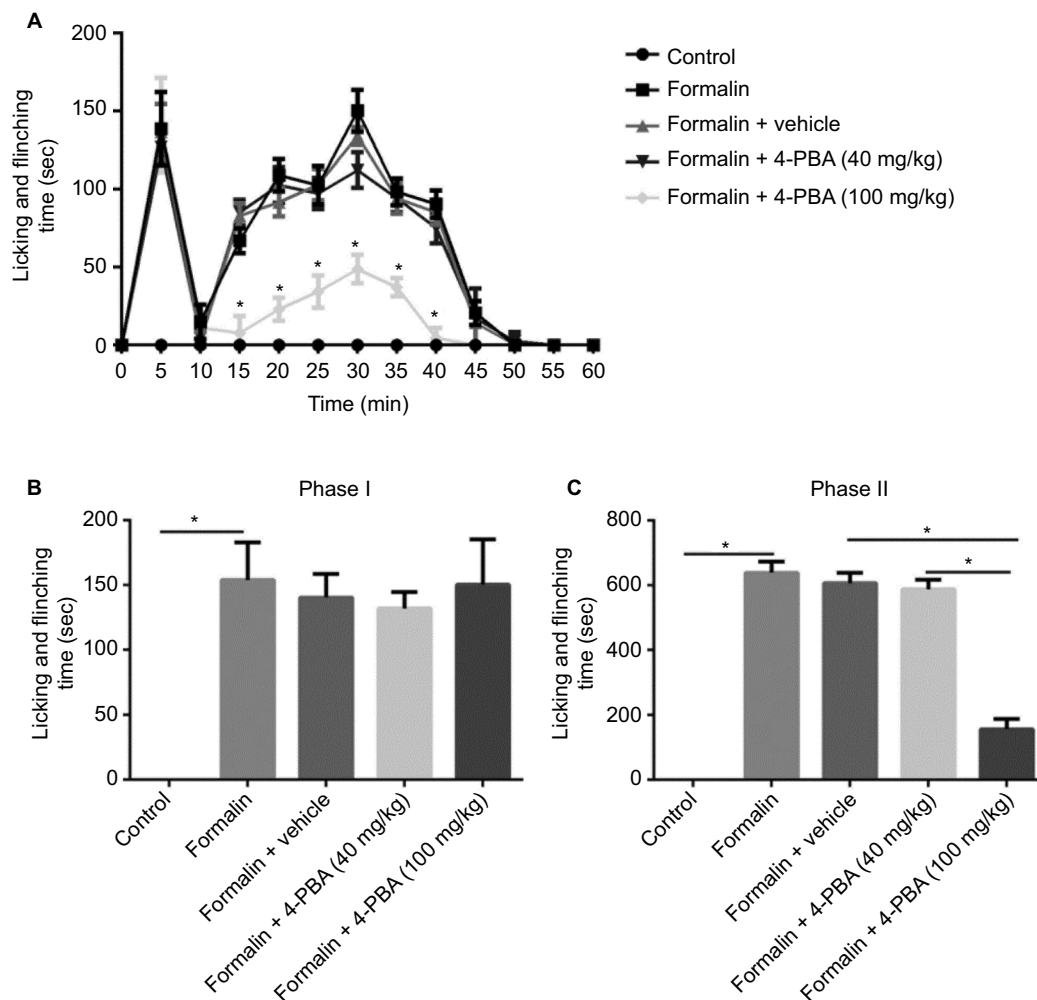 A
200
150
100
50
0
Licking and flinching
time (sec)
0 5 10 15 20 25 30 35 40 45 50 55 60
Time (min)
* * * * * *
Control
Formalin
Formalin + vehicle
Formalin + 4-PBA (40 mg/kg)
Formalin + 4-PBA (100 mg/kg)
B
Phase I
200
150
100
50
0
Licking and flinching
time (sec)
*
Control
Formalin
Formalin + vehicle
Formalin + 4-PBA (40 mg/kg)
Formalin + 4-PBA (100 mg/kg)
C
Phase II
800
600
400
200
0
Licking and flinching
time (sec)
*
*
*
Control
Formalin
Formalin + vehicle
Formalin + 4-PBA (40 mg/kg)
Formalin + 4-PBA (100 mg/kg)